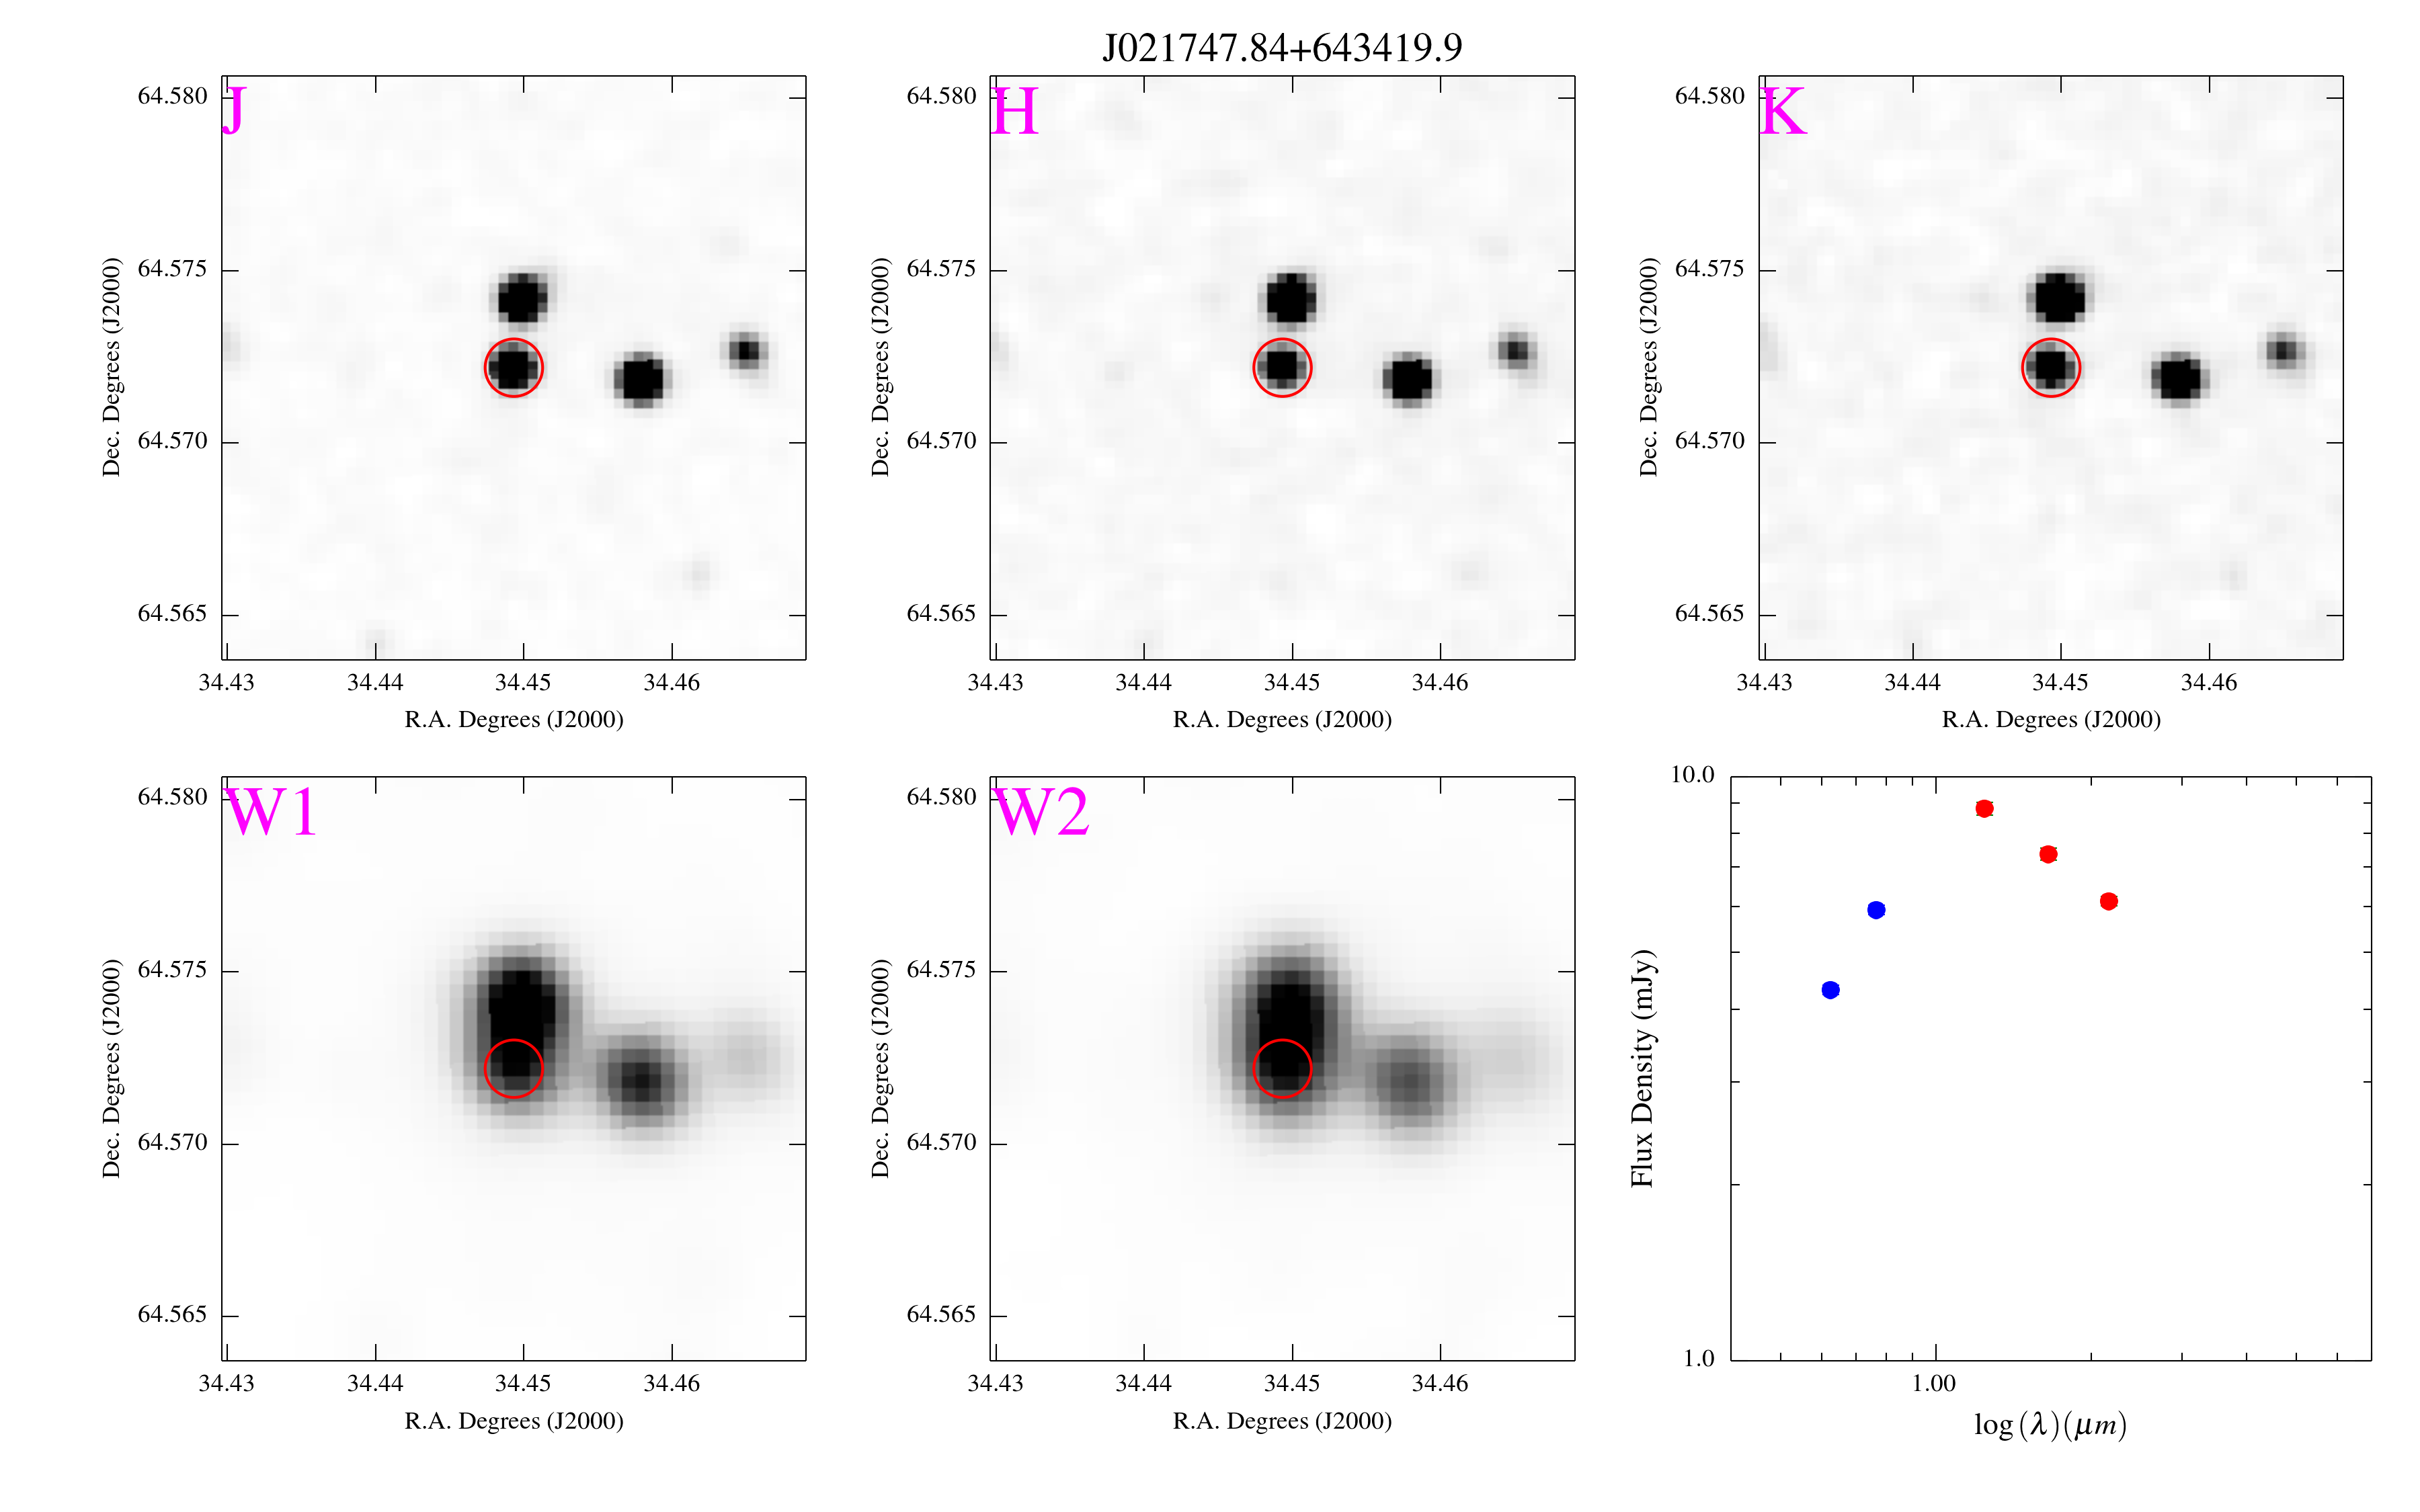 J021747.84+643419.9
J
64.580
64.575
64.570
64.565
Dec. Degrees (J2000)
34.43 34.44 34.45 34.46
R.A. Degrees (J2000)
H
64.580
64.575
64.570
64.565
Dec. Degrees (J2000)
34.43 34.44 34.45 34.46
R.A. Degrees (J2000)
K
64.580
64.575
64.570
64.565
Dec. Degrees (J2000)
34.43 34.44 34.45 34.46
R.A. Degrees (J2000)
W1
64.580
64.575
64.570
64.565
Dec. Degrees (J2000)
34.43 34.44 34.45 34.46
R.A. Degrees (J2000)
W2
64.580
64.575
64.570
64.565
Dec. Degrees (J2000)
34.43 34.44 34.45 34.46
R.A. Degrees (J2000)
10.0
1.0
Flux Density (mJy)
1.00
log(λ)(μm)